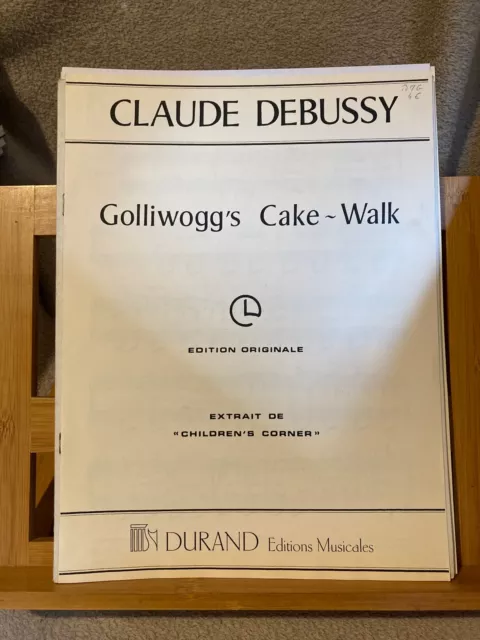 CLAUDE DEBUSSY
Golliwogg's Cake~Walk
EDITION ORIGINALE
EXTRAIT DE
"CHILDREN'S CORNER"
DURAND Editions Musicales